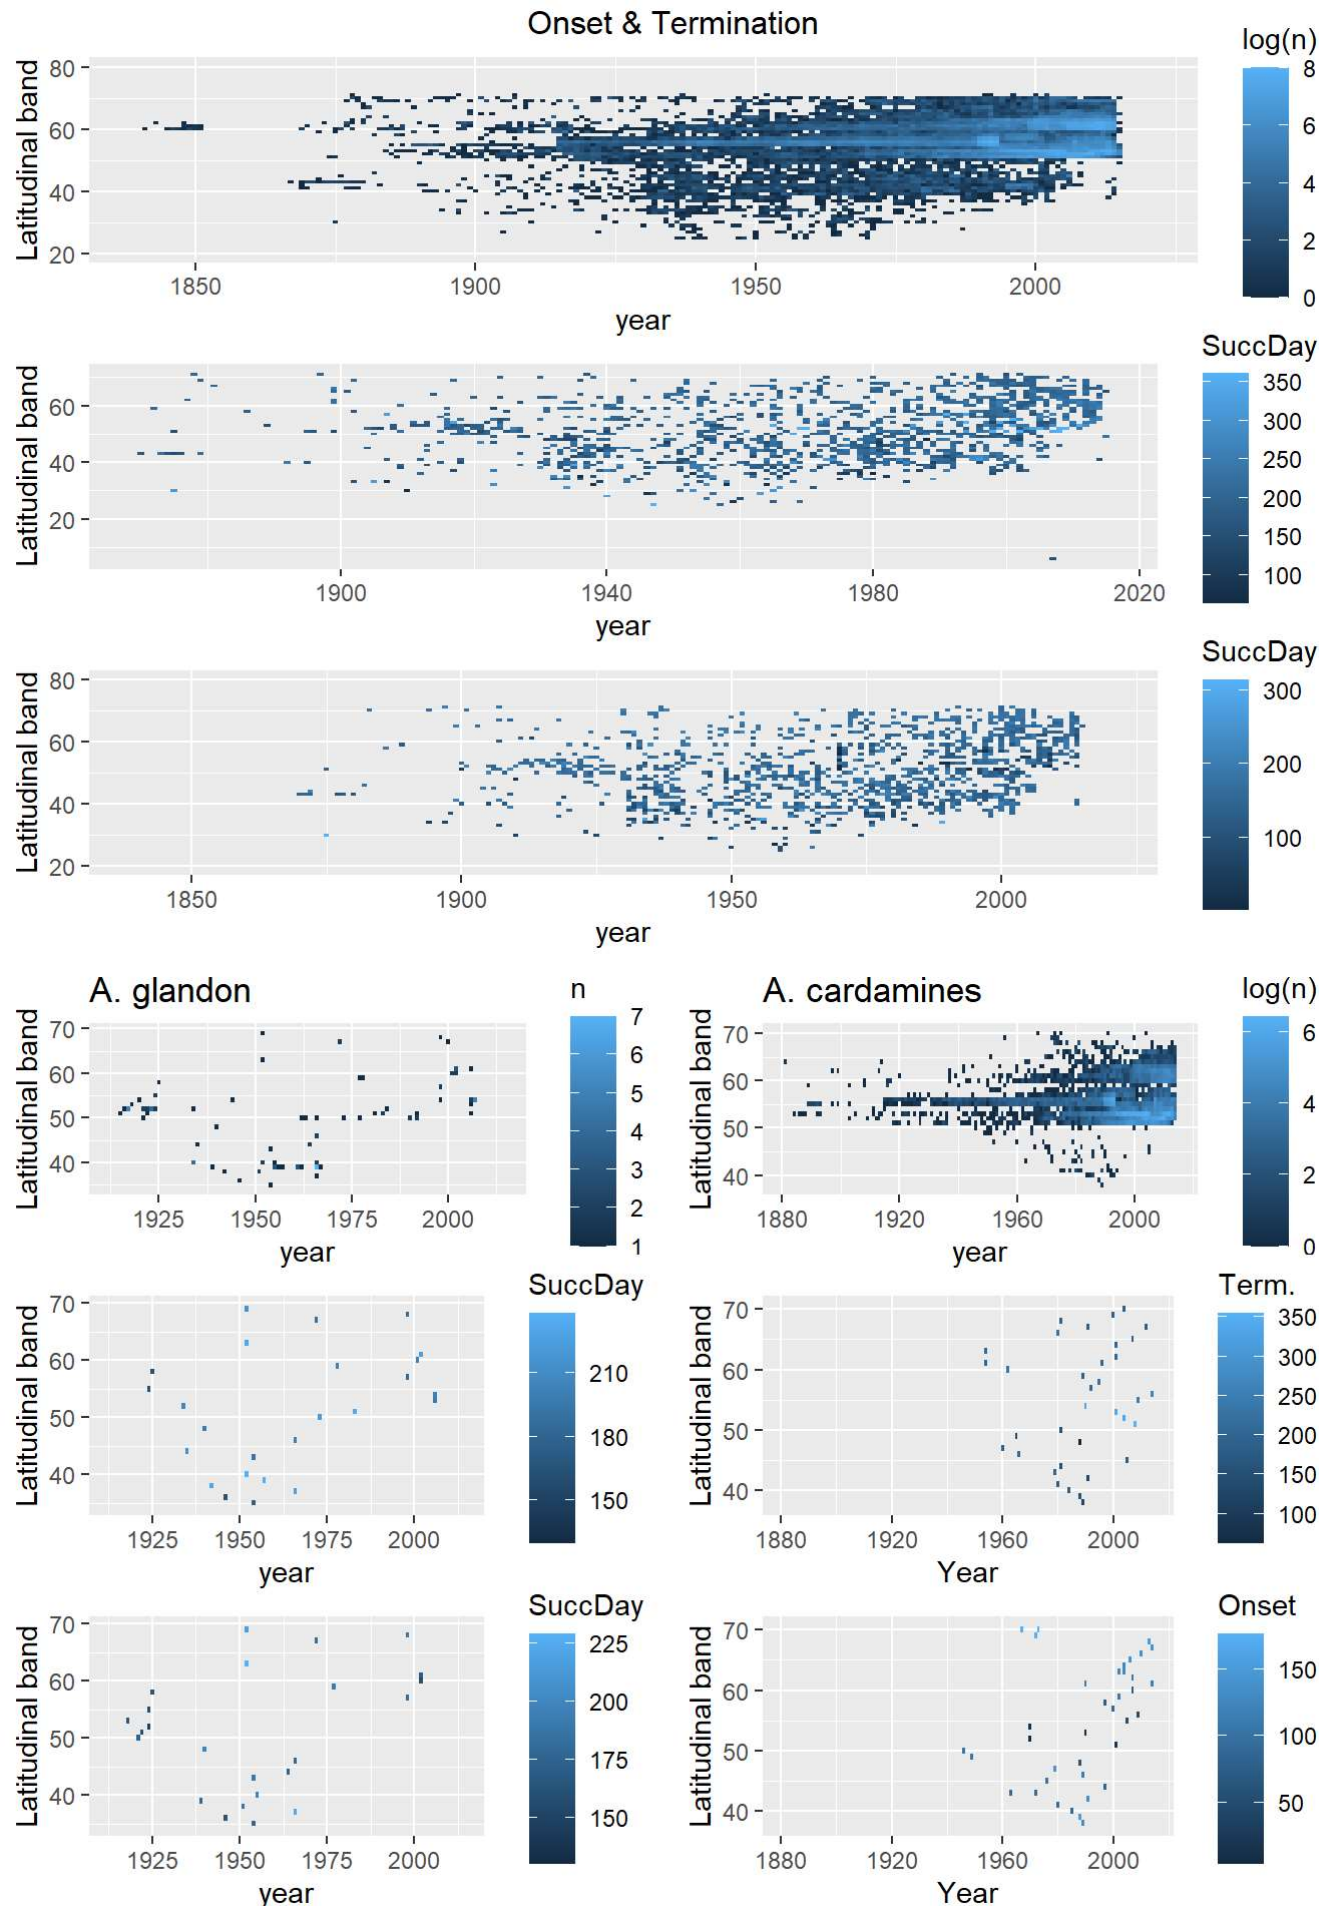 Onset & Termination
log(n)
8
6
4
2
0
Latitudinal band
80
60
40
20
1850 1900 1950 2000
year
SuccDay
350
300
250
200
150
100
Latitudinal band
60
40
20
1900 1940 1980 2020
year
SuccDay
300
200
100
Latitudinal band
80
60
40
20
1850 1900 1950 2000
year
A. glandon
n
7
6
5
4
3
2
1
Latitudinal band
70
60
50
40
1925 1950 1975 2000
year
A. cardamines
log(n)
6
4
2
0
Latitudinal band
70
60
50
40
1880 1920 1960 2000
year
SuccDay
210
180
150
Latitudinal band
70
60
50
40
1925 1950 1975 2000
year
Term.
350
300
250
200
150
100
Latitudinal band
70
60
50
40
1880 1920 1960 2000
Year
SuccDay
225
200
175
150
Latitudinal band
70
60
50
40
1925 1950 1975 2000
year
Onset
150
100
50
Latitudinal band
70
60
50
40
1880 1920 1960 2000
Year